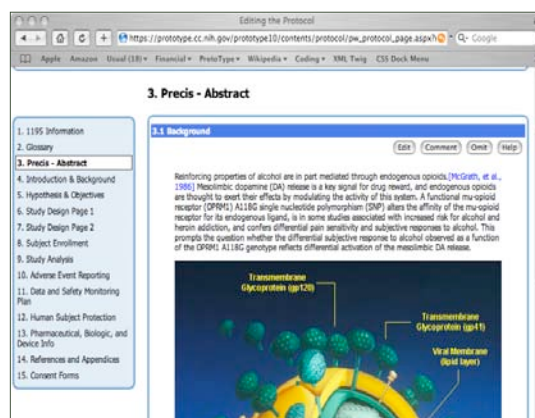 Editing the Protocol
https://prototype.cc.nih.gov/prototype10/contents/protocol/pw_protocol_page.aspx?
Google
Apple Amazon Usual (18) Financial ProtoType Wikipedia Coding XML Twig CSS Dock Menu
3. Precis - Abstract
1. 1195 Information
2. Glossary
3. Precis - Abstract
4. Introduction & Background
5. Hypothesis & Objectives
6. Study Design Page 1
7. Study Design Page 2
8. Subject Enrollment
9. Study Analysis
10. Adverse Event Reporting
11. Data and Safety Monitoring
Plan
12. Human Subject Protection
13. Pharmaceutical, Biologic, and
Device Info
14. References and Appendices
15. Consent Forms
3.1 Background
Edit Comment Omit Help
Reinforcing properties of alcohol are in part mediated through endogenous opioids.[McGrath, et al.,
1986] Mesolimbic dopamine (DA) release is a key signal for drug reward, and endogenous opioids
are thought to exert their effects by modulating the activity of this system. A functional mu-opioid
receptor (OPRM1) A118G single nucleotide polymorphism (SNP) alters the affinity of the mu-opioid
receptor for its endogenous ligand, is in some studies associated with increased risk for alcohol and
heroin addiction, and confers differential pain sensitivity and subjective responses to alcohol. This
prompts the question whether the differential subjective response to alcohol observed as a function
of the OPRM1 A118G genotype reflects differential activation of the mesolimbic DA release.
Transmembrane
Glycoprotein (gp120)
Transmembrane
Glycoprotein (gp41)
Viral Membrane
(lipid layer)